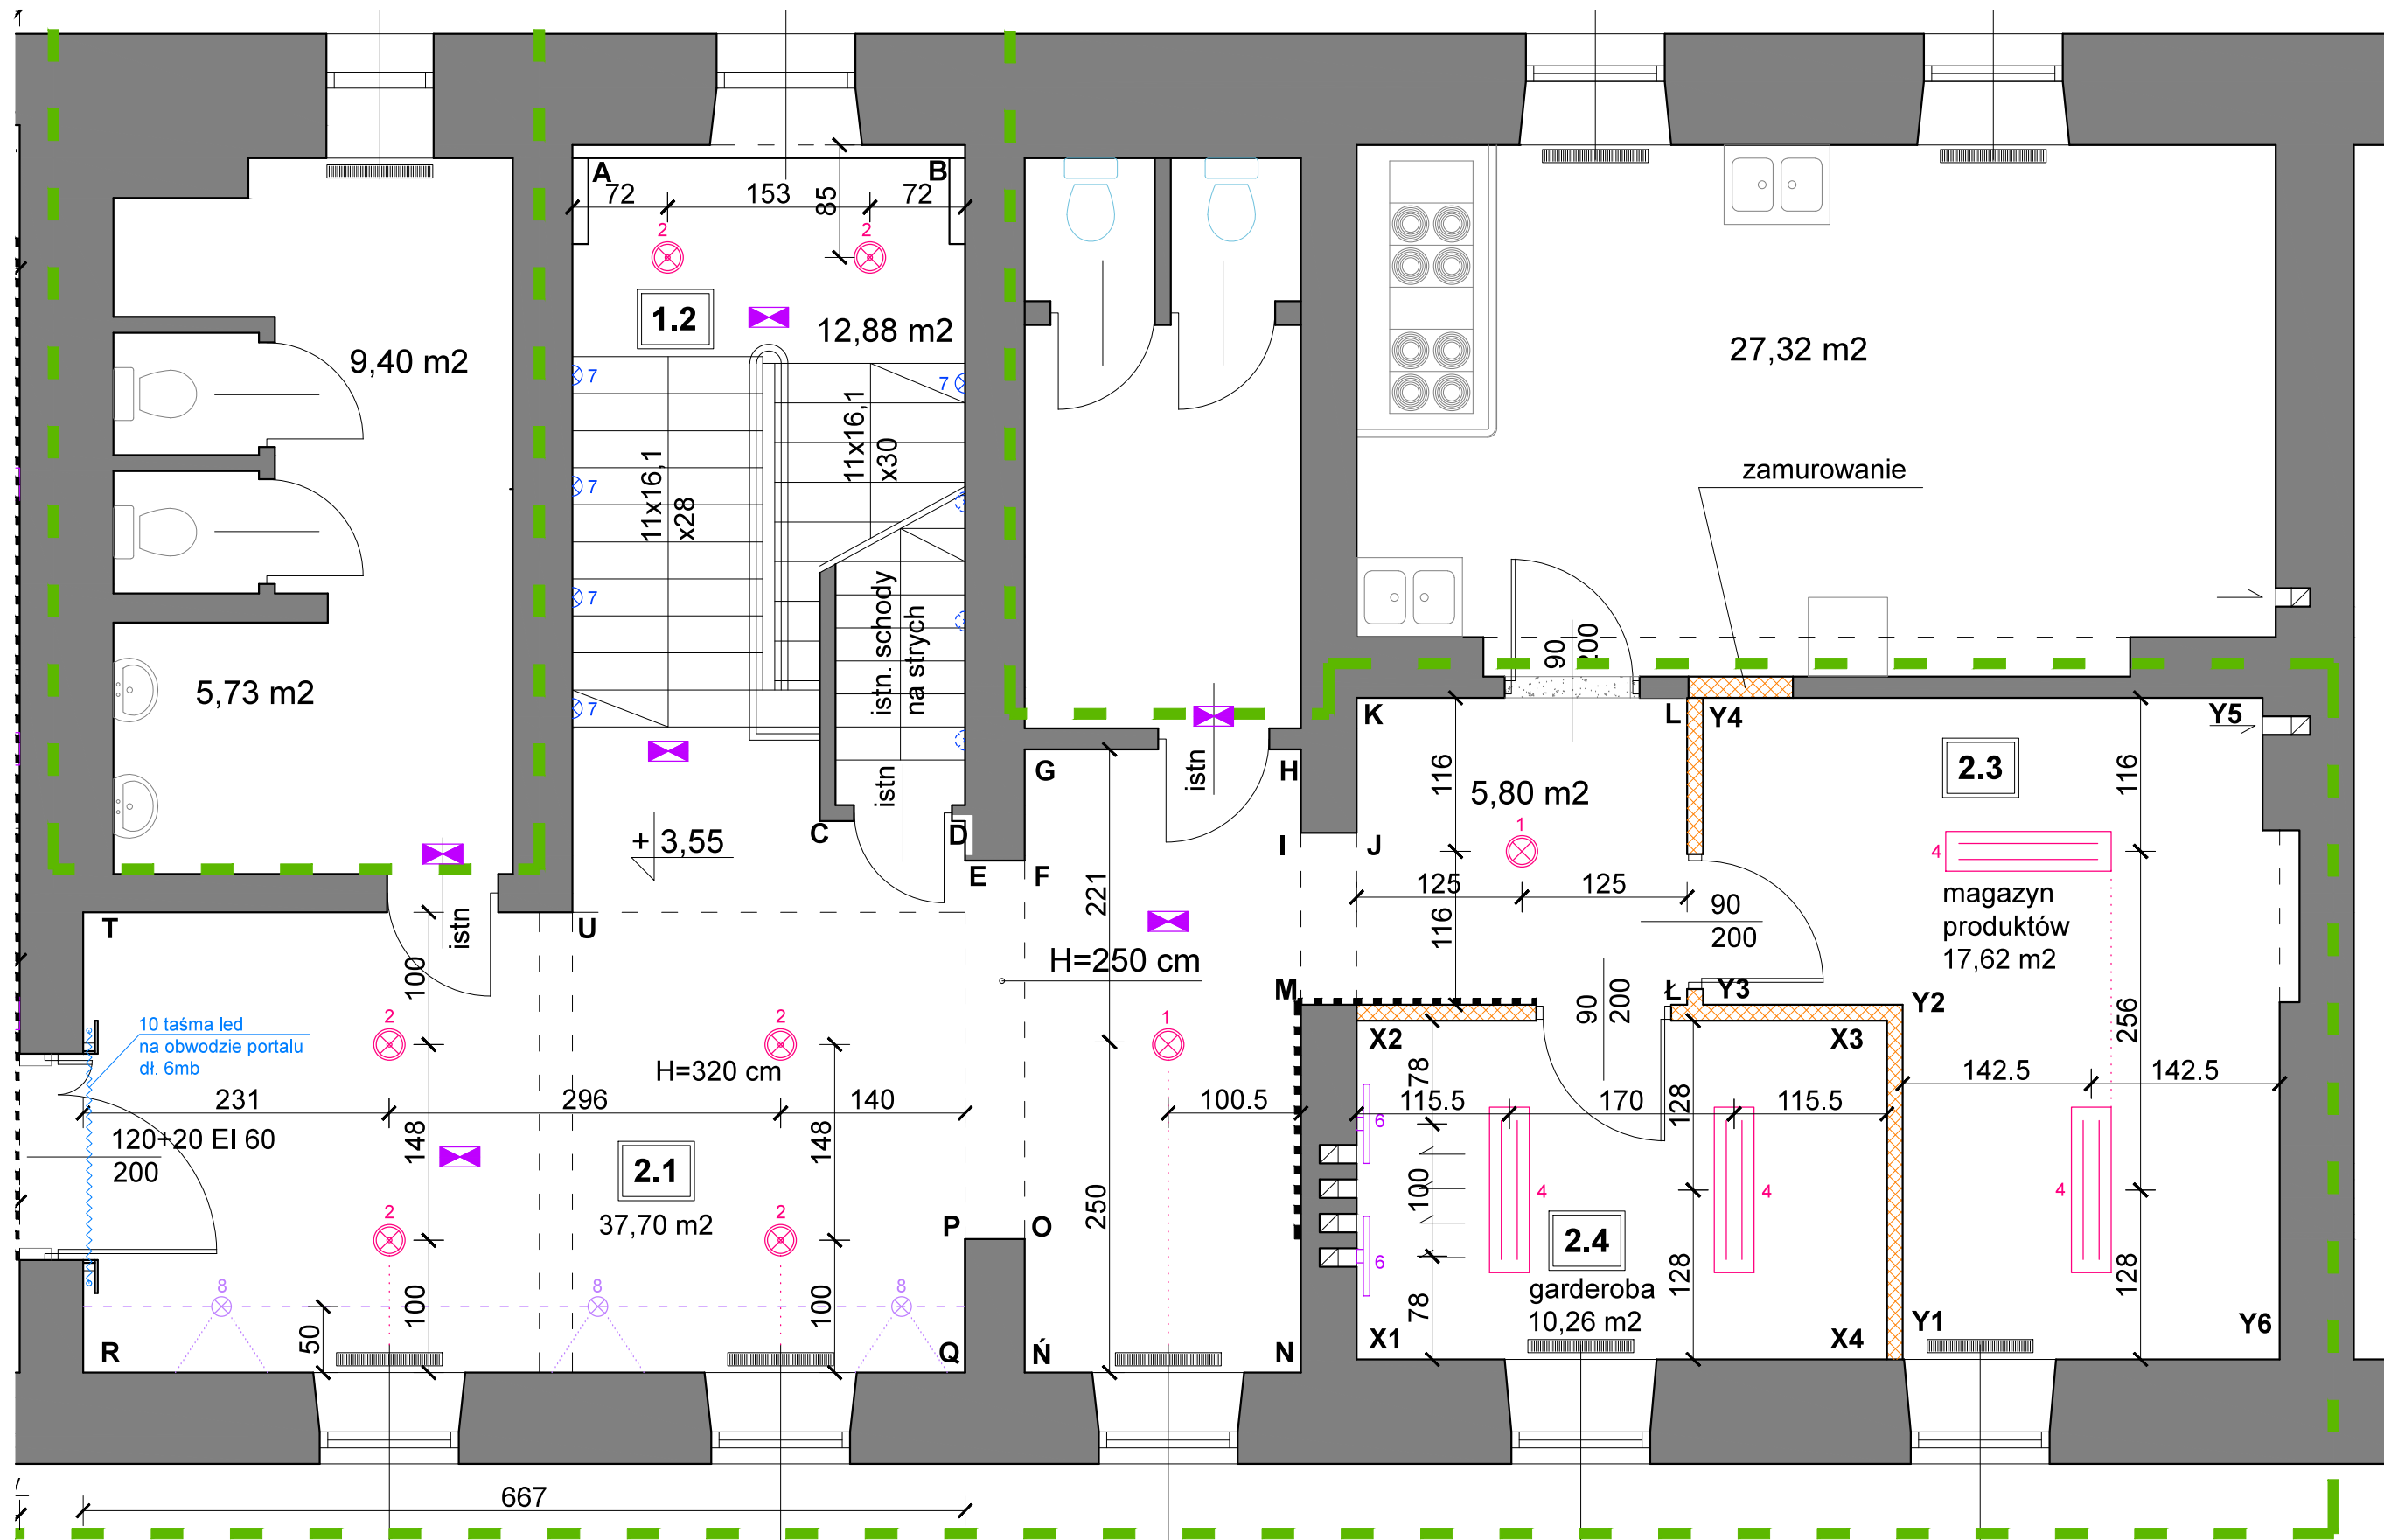 A
B
72
153
72
85
2
2
1.2
12,88 m2
9,40 m2
27,32 m2
7
7
7
7
7
11x16,1
x28
11x16,1
x30
zamurowanie
istn. schody
na strych
90
200
5,73 m2
K
L
Y4
Y5
G
H
istn
istn
2.3
116
116
5,80 m2
C
D
+ 3,55
I
J
1
4
E
F
magazyn
produktów
17,62 m2
125
125
90
200
221
116
T
U
istn
100
H=250 cm
M
Ł
Y3
Y2
90
200
256
10 taśma led
na obwodzie portalu
dł. 6mb
2
2
1
X2
X3
H=320 cm
78
128
142.5
142.5
231
296
140
100.5
115.5
170
115.5
6
120+20 EI 60
200
148
148
2.1
37,70 m2
250
100
4
4
4
P
O
2
2
2.4
6
garderoba
10,26 m2
128
128
8
8
8
100
100
50
78
R
Q
Ń
N
X1
X4
Y1
Y6
667